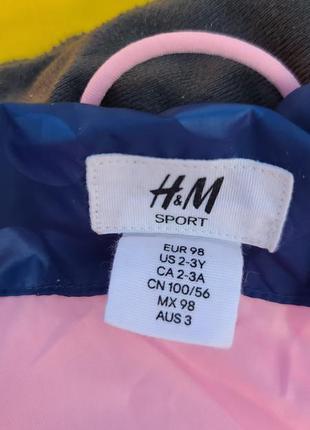 H&M
SPORT
EUR 98
US 2-3Y
CA 2-3A
CN 100/56
MX 98
AUS 3